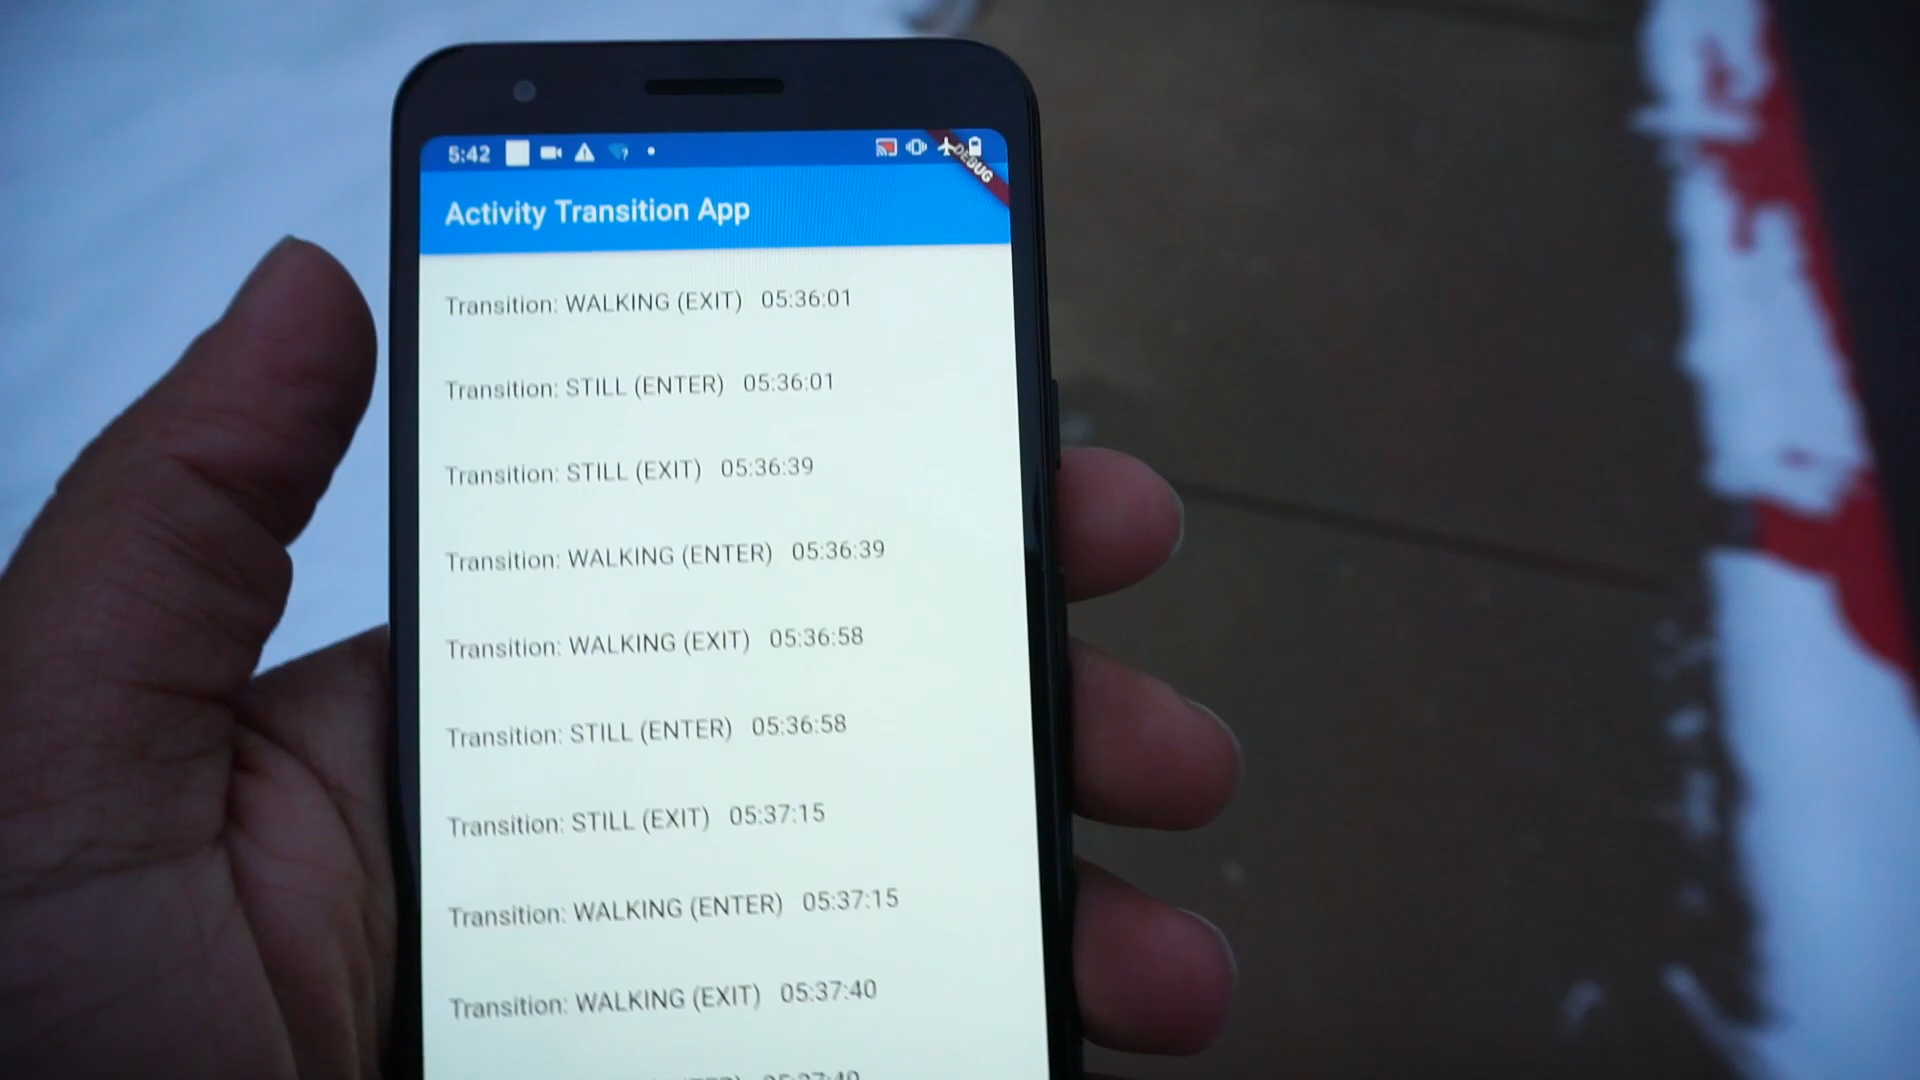 5:42
DEBUG
Activity Transition App
Transition: WALKING (EXIT) 05:36:01
Transition: STILL (ENTER) 05:36:01
Transition: STILL (EXIT) 05:36:39
Transition: WALKING (ENTER) 05:36:39
Transition: WALKING (EXIT) 05:36:58
Transition: STILL (ENTER) 05:36:58
Transition: STILL (EXIT) 05:37:15
Transition: WALKING (ENTER) 05:37:15
Transition: WALKING (EXIT) 05:37:40